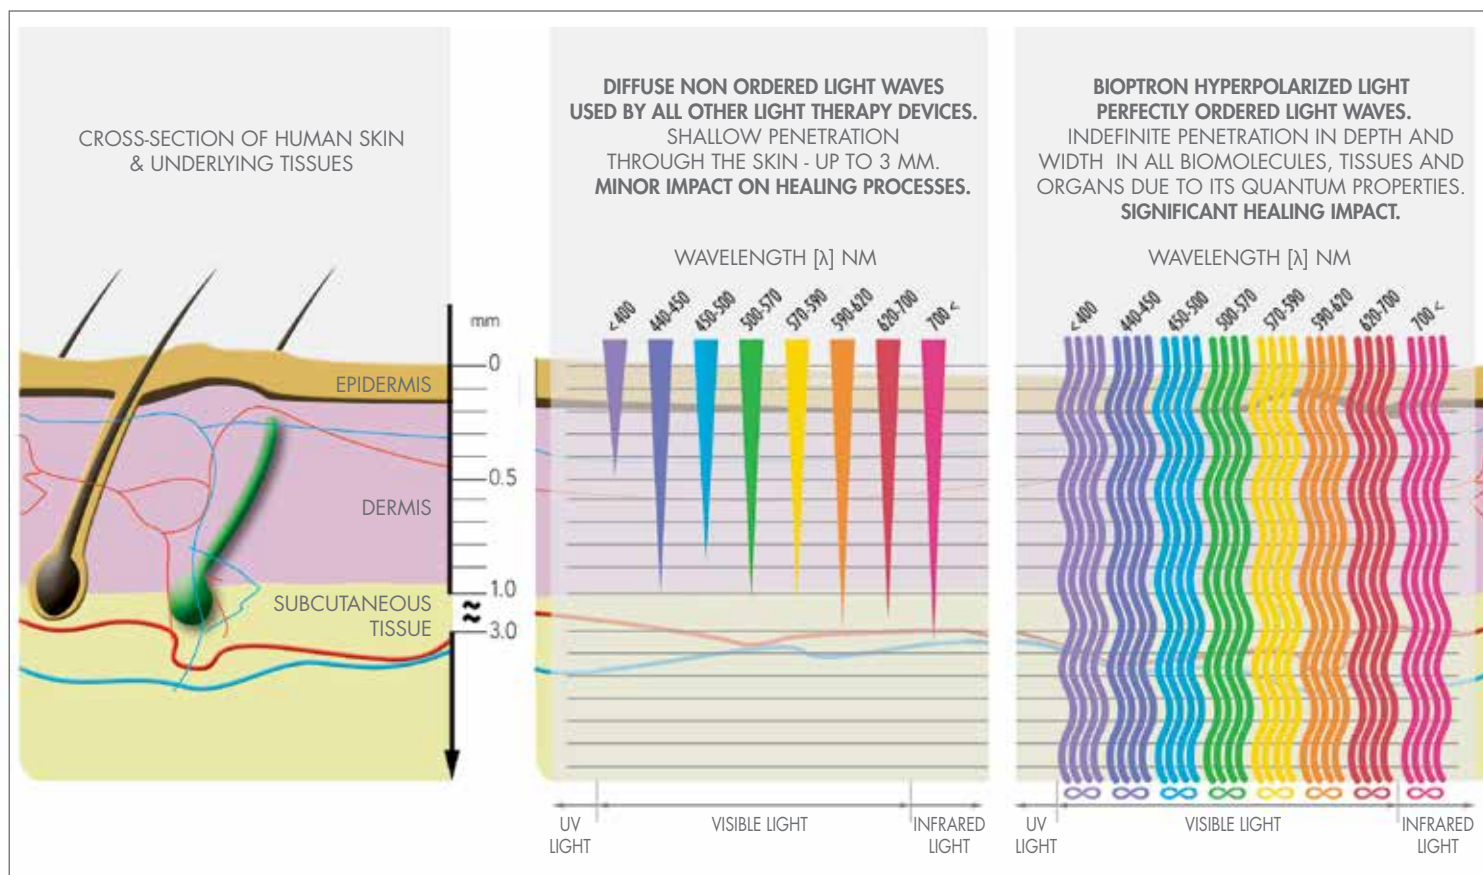 CROSS-SECTION OF HUMAN SKIN
& UNDERLYING TISSUES
EPIDERMIS
DERMIS
SUBCUTANEOUS
TISSUE
mm
0
0.5
1.0
≈
3.0
DIFFUSE NON ORDERED LIGHT WAVES
USED BY ALL OTHER LIGHT THERAPY DEVICES.
SHALLOW PENETRATION
THROUGH THE SKIN - UP TO 3 MM.
MINOR IMPACT ON HEALING PROCESSES.
WAVELENGTH [λ] NM
<400
440-450
450-500
500-570
570-590
590-620
620-700
700 <
UV
LIGHT
VISIBLE LIGHT
INFRARED
LIGHT
BIOPTRON HYPERPOLARIZED LIGHT
PERFECTLY ORDERED LIGHT WAVES.
INDEFINITE PENETRATION IN DEPTH AND
WIDTH IN ALL BIOMOLECULES, TISSUES AND
ORGANS DUE TO ITS QUANTUM PROPERTIES.
SIGNIFICANT HEALING IMPACT.
WAVELENGTH [λ] NM
<400
440-450
450-500
500-570
570-590
590-620
620-700
700 <
∞ ∞ ∞ ∞ ∞ ∞ ∞ ∞
UV
LIGHT
VISIBLE LIGHT
INFRARED
LIGHT